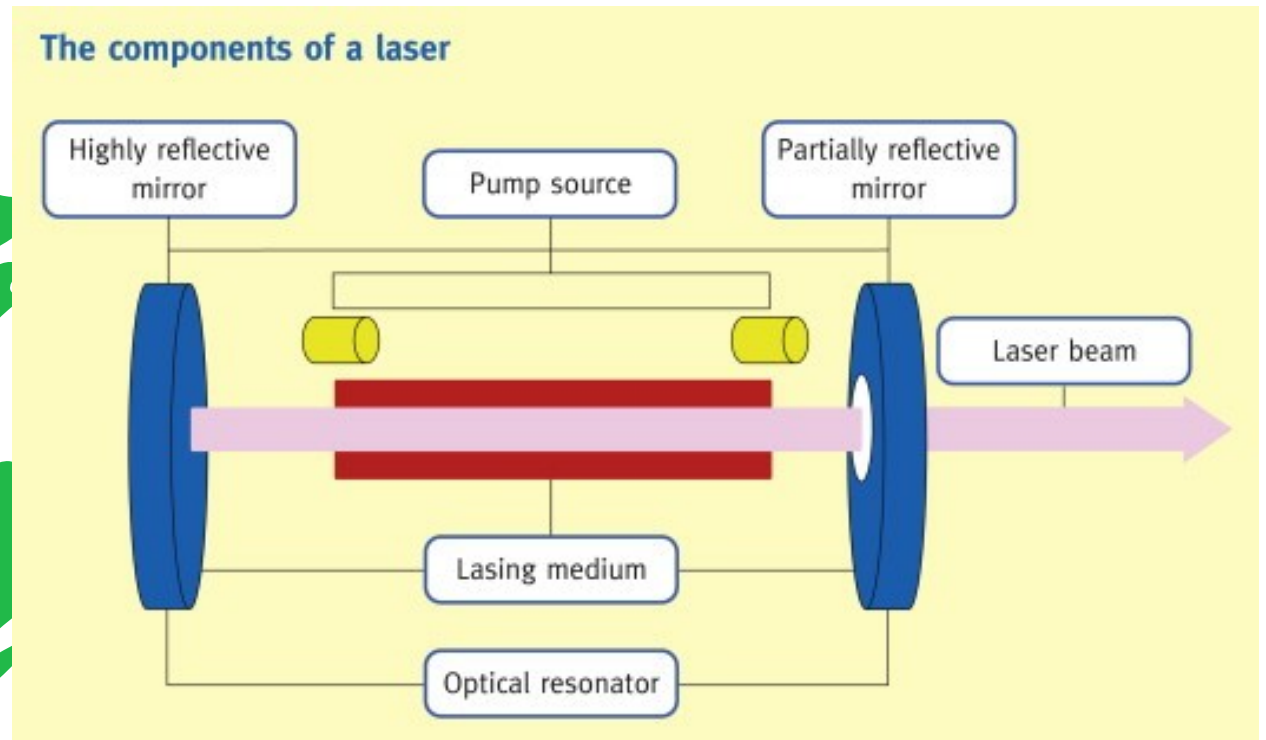 The components of a laser
Highly reflective
mirror
Pump source
Partially reflective
mirror
Laser beam
Lasing medium
Optical resonator